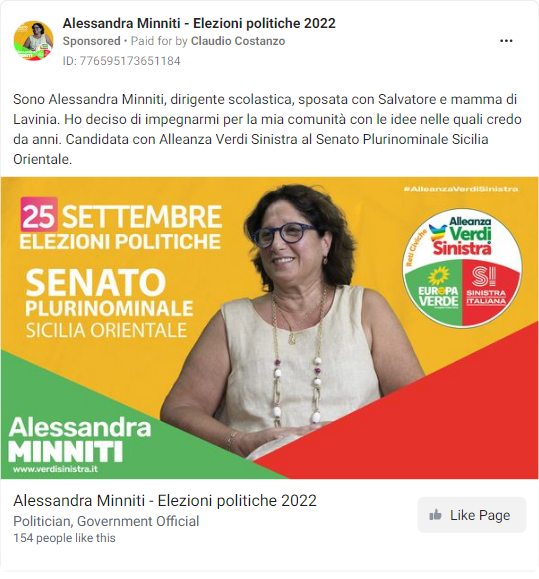 Alessandra Minniti - Elezioni politiche 2022
Sponsored • Paid for by Claudio Costanzo
ID: 776595173651184
Sono Alessandra Minniti, dirigente scolastica, sposata con Salvatore e mamma di
Lavinia. Ho deciso di impegnarmi per la mia comunità con le idee nelle quali credo
da anni. Candidata con Alleanza Verdi Sinistra al Senato Plurinominale Sicilia
Orientale.
#AlleanzaVerdiSinistra
25 SETTEMBRE
ELEZIONI POLITICHE
SENATO
PLURINOMINALE
SICILIA ORIENTALE
Reti Civiche
Alleanza
Verdi
Sinistra
EUROPA
VERDE
S!
SINISTRA
ITALIANA
Alessandra
MINNITI
www.verdisinistra.it
Alessandra Minniti - Elezioni politiche 2022
Politician, Government Official
154 people like this
Like Page